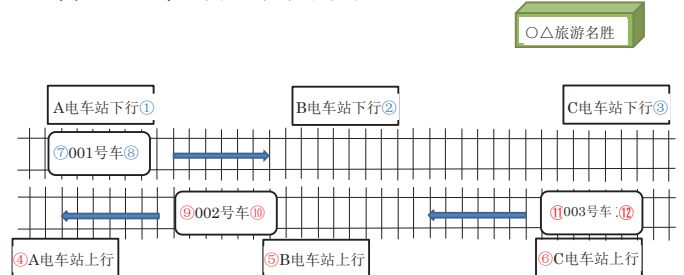 ○△旅游名胜
A电车站下行①
B电车站下行②
C电车站下行③
⑦001号车⑧
⑨002号车⑩
⑪003号车⑫
④A电车站上行
⑤B电车站上行
⑥C电车站上行